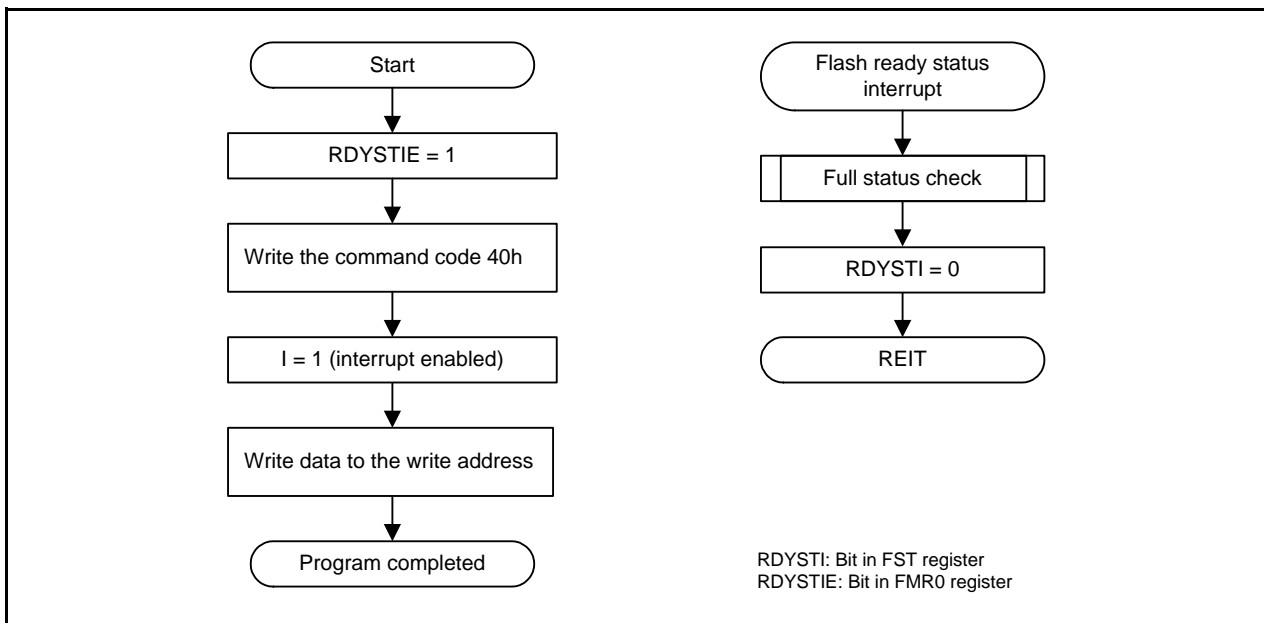 Start
RDYSTIE = 1
Write the command code 40h
I = 1 (interrupt enabled)
Write data to the write address
Program completed
Flash ready status
interrupt
Full status check
RDYSTI = 0
REIT
RDYSTI: Bit in FST register
RDYSTIE: Bit in FMR0 register